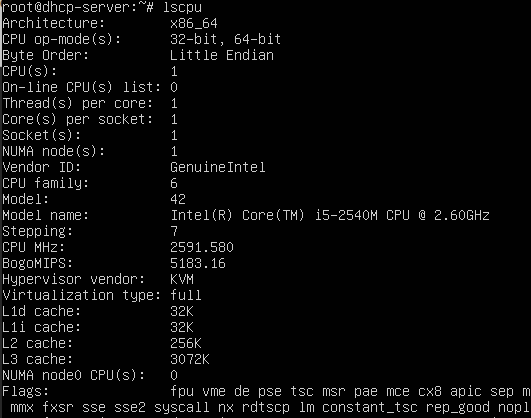 root@dhcp-server:~# lscpu
Architecture:        x86_64
CPU op-mode(s):      32-bit, 64-bit
Byte Order:          Little Endian
CPU(s):              1
On-line CPU(s) list: 0
Thread(s) per core:  1
Core(s) per socket:  1
Socket(s):           1
NUMA node(s):        1
Vendor ID:           GenuineIntel
CPU family:          6
Model:               42
Model name:          Intel(R) Core(TM) i5-2540M CPU @ 2.60GHz
Stepping:            7
CPU MHz:             2591.580
BogoMIPS:            5183.16
Hypervisor vendor:   KVM
Virtualization type: full
L1d cache:           32K
L1i cache:           32K
L2 cache:            256K
L3 cache:            3072K
NUMA node0 CPU(s):   0
Flags:               fpu vme de pse tsc msr pae mce cx8 apic sep m
mmx fxsr sse sse2 syscall nx rdtscp lm constant_tsc rep_good nopl